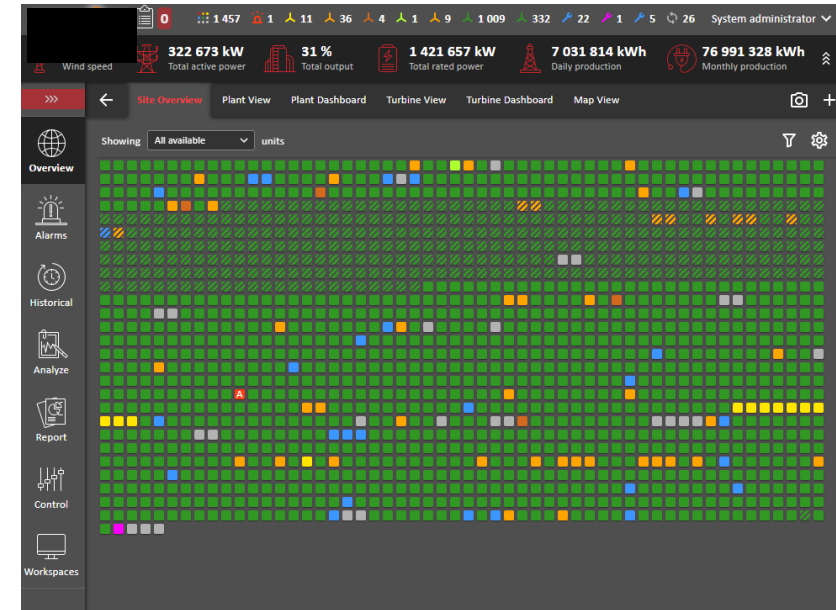 0 1 457 1 11 36 4 1 9 1 009 332 22 1 5 26 System administrator
322 673 kW 31 % 1 421 657 kW 7 031 814 kWh 76 991 328 kWh
Wind speed Total active power Total output Total rated power Daily production Monthly production
Site Overview Plant View Plant Dashboard Turbine View Turbine Dashboard Map View
Showing All available units
Overview
Alarms
Historical
Analyze
A
Report
Control
Workspaces